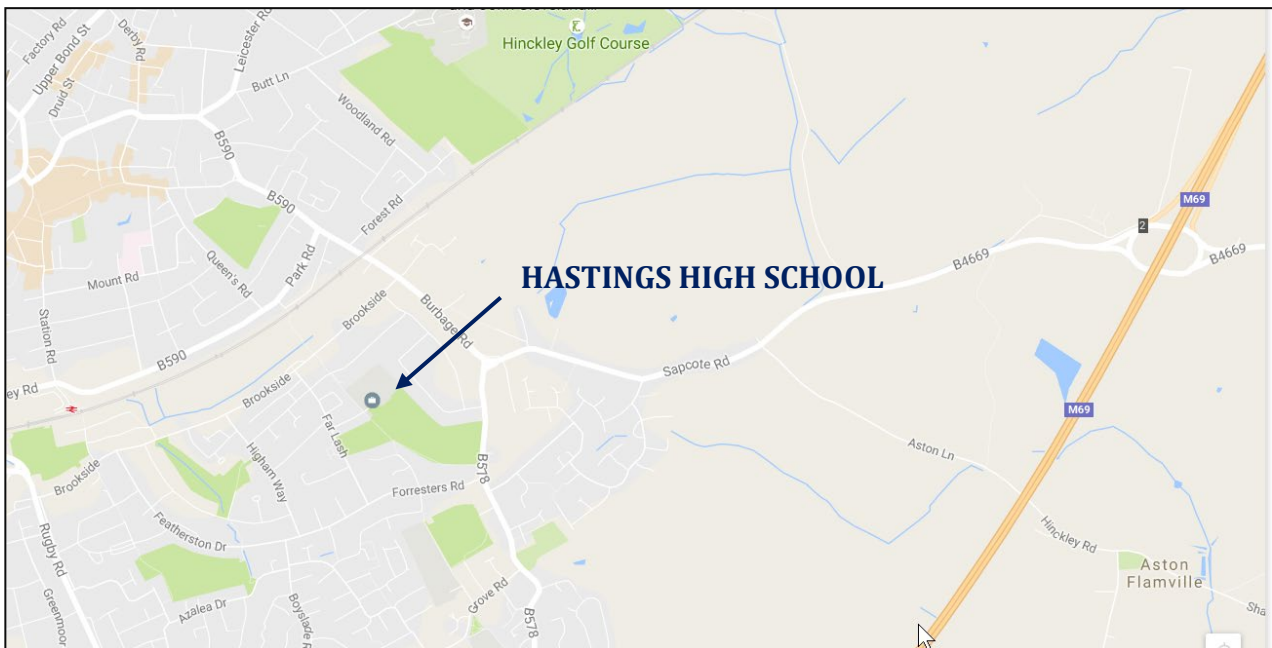 Factory Rd
Upper Bond St
Derby Rd
Druid St
Leicester Rd
Butt Ln
Hinckley Golf Course
Woodland Rd
B590
B590
Forest Rd
Queen's Rd
Park Rd
Mount Rd
Station Rd
M69
2
B4669
B4669
HASTINGS HIGH SCHOOL
Brookside
Burbage Rd
B590
ey Rd
Sapcote Rd
Brookside
Far Lash
M69
Aston Ln
B578
Higham Way
Forresters Rd
Brookside
Featherston Dr
Rugby Rd
Hinckley Rd
Aston
Flamville
Azalea Dr
Grove Rd
B578
Greenmoor
Boyslade R
Sha